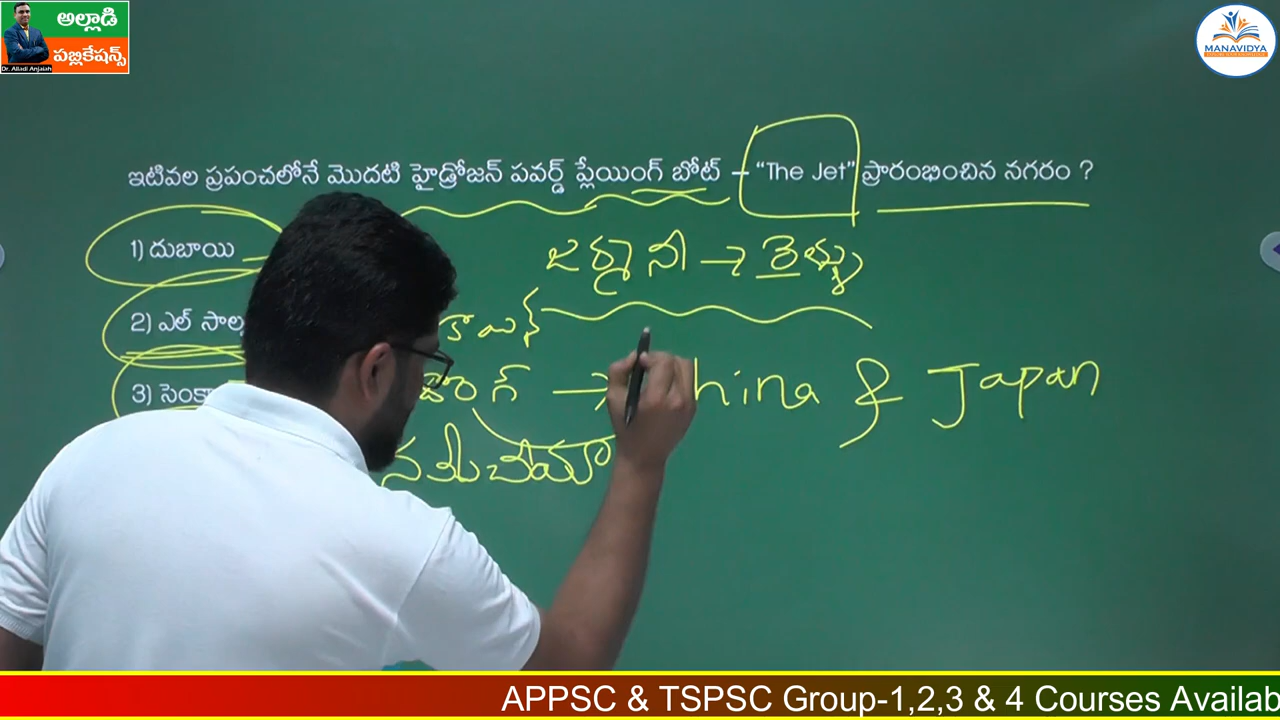 అల్లాడి
పబ్లికేషన్స్
Dr. Alladi Anjaiah
MANAVIDYA
ఇటీవల ప్రపంచలోనే మొదటి హైడ్రోజన్ పవర్డ్ ప్లేయింగ్ బోట్ – “The Jet” ప్రారంభించిన నగరం ?
1) దుబాయి
జర్మనీ → రైళ్ళు
2) ఎల్
కాయిన్
3)
→ China & Japan
APPSC & TSPSC Group-1,2,3 & 4 Courses Availab